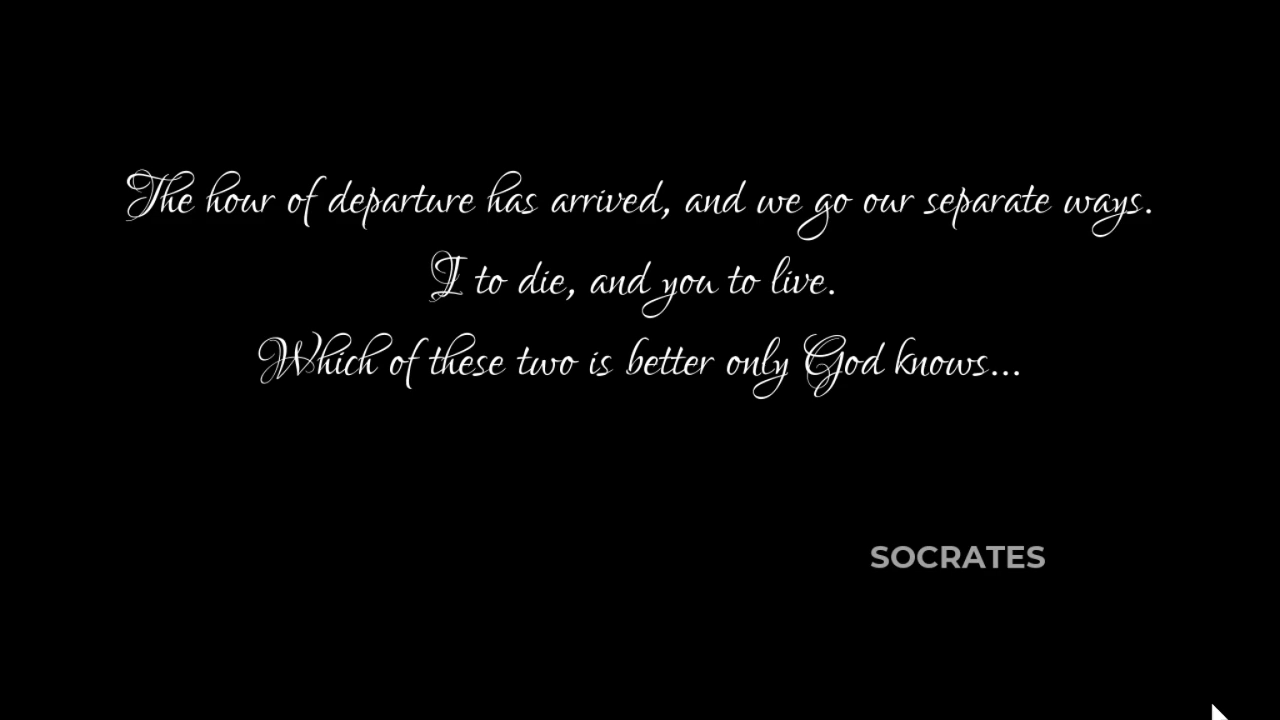 The hour of departure has arrived, and we go our separate ways.
I to die, and you to live.
Which of these two is better only God knows...
SOCRATES